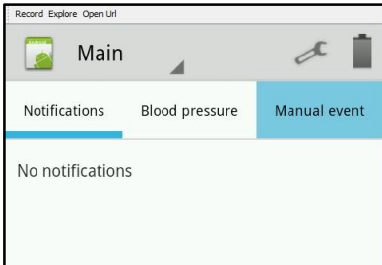 Record Explore Open Url
Main
Notifications Blood pressure Manual event
No notifications